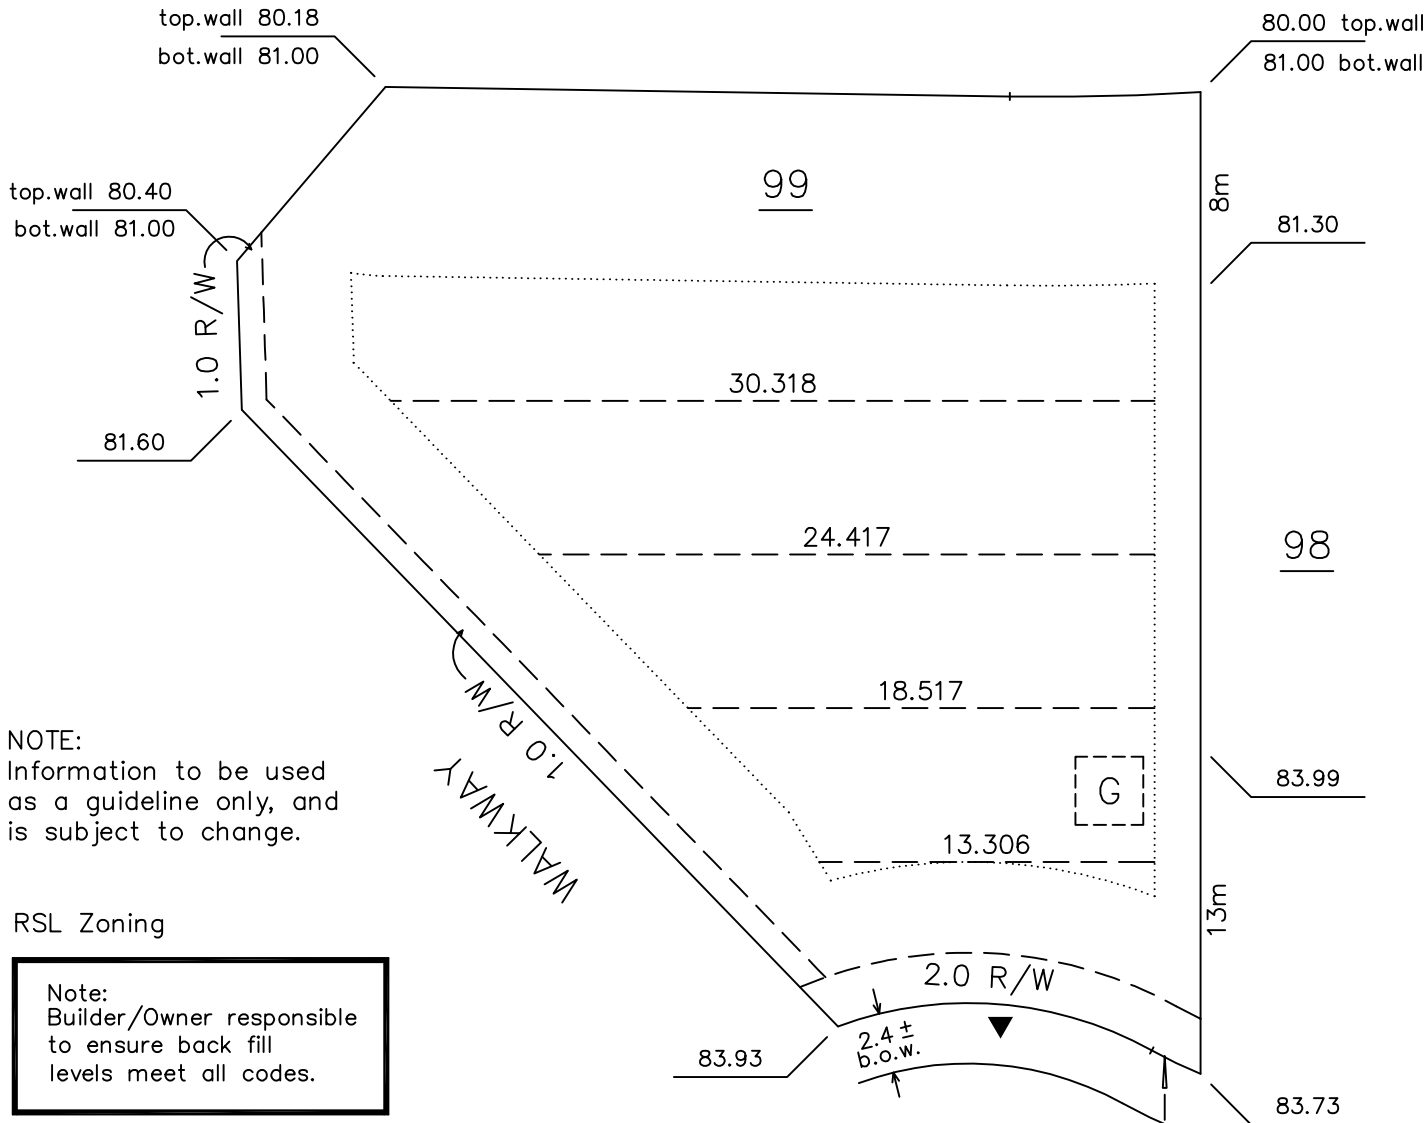 top.wall 80.18
bot.wall 81.00
80.00 top.wall
81.00 bot.wall
99
8m
top.wall 80.40
bot.wall 81.00
81.30
1.0 R/W
30.318
81.60
24.417
98
18.517
1.0 R/W
WALKWAY
NOTE:
Information to be used
as a guideline only, and
is subject to change.
83.99
G
13.306
13m
RSL Zoning
2.0 R/W
Note:
Builder/Owner responsible
to ensure back fill
levels meet all codes.
2.4 ±
b.o.w.
83.93
83.73